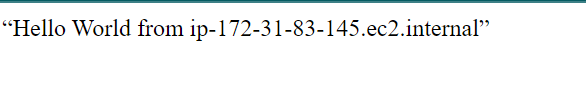 “Hello World from ip-172-31-83-145.ec2.internal”